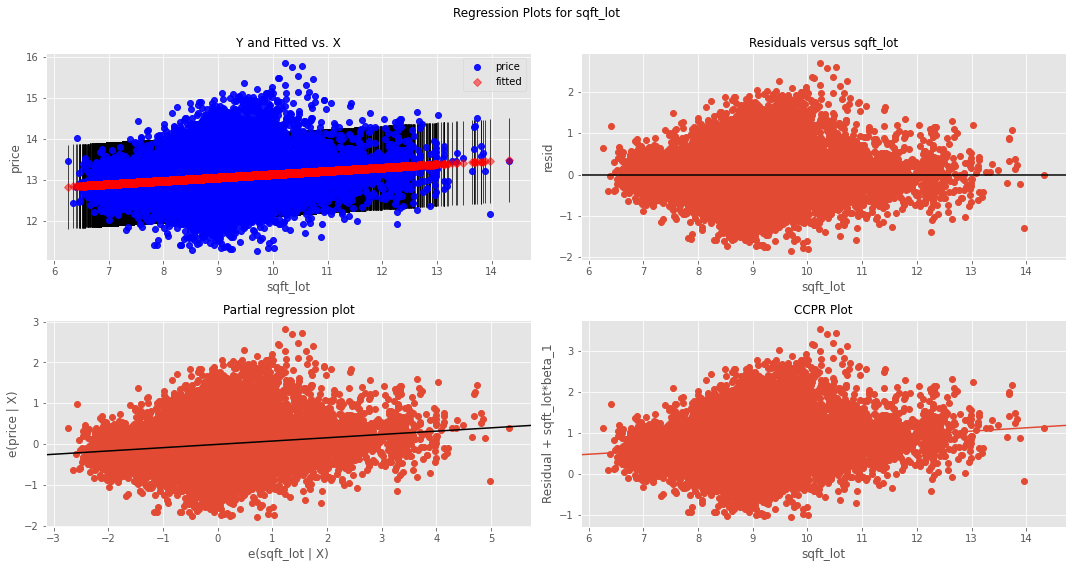 Regression Plots for sqft_lot
Y and Fitted vs. X
price
fitted
16
15
14
13
12
price
6 7 8 9 10 11 12 13 14
sqft_lot
Residuals versus sqft_lot
2
1
0
−1
−2
resid
6 7 8 9 10 11 12 13 14
sqft_lot
Partial regression plot
3
2
1
0
−1
−2
e(price | X)
−3 −2 −1 0 1 2 3 4 5
e(sqft_lot | X)
CCPR Plot
3
2
1
0
−1
Residual + sqft_lot*beta_1
6 7 8 9 10 11 12 13 14
sqft_lot